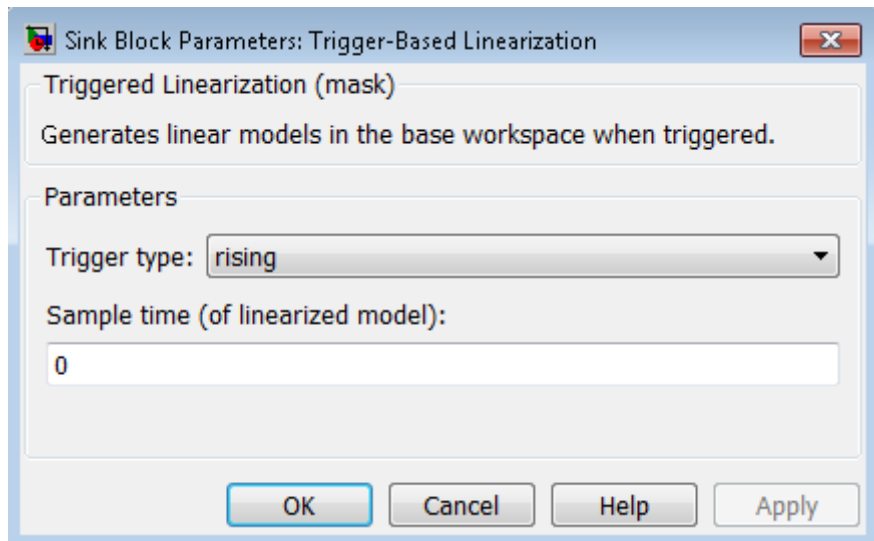 Sink Block Parameters: Trigger-Based Linearization
Triggered Linearization (mask)
Generates linear models in the base workspace when triggered.
Parameters
Trigger type: rising
Sample time (of linearized model):
0
OK Cancel Help Apply